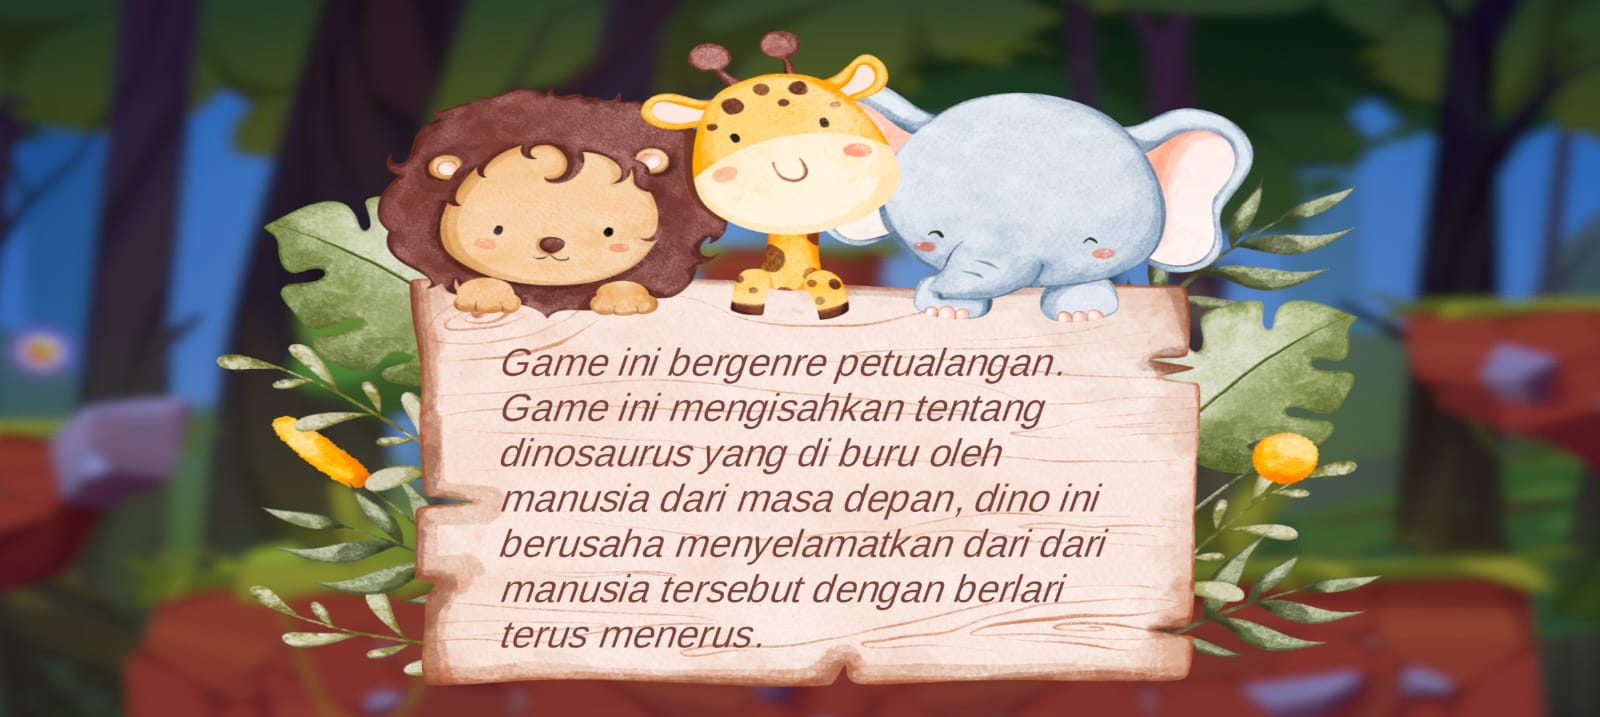 Game ini bergenre petualangan.
Game ini mengisahkan tentang
dinosaurus yang di buru oleh
manusia dari masa depan, dino ini
berusaha menyelamatkan dari dari
manusia tersebut dengan berlari
terus menerus.